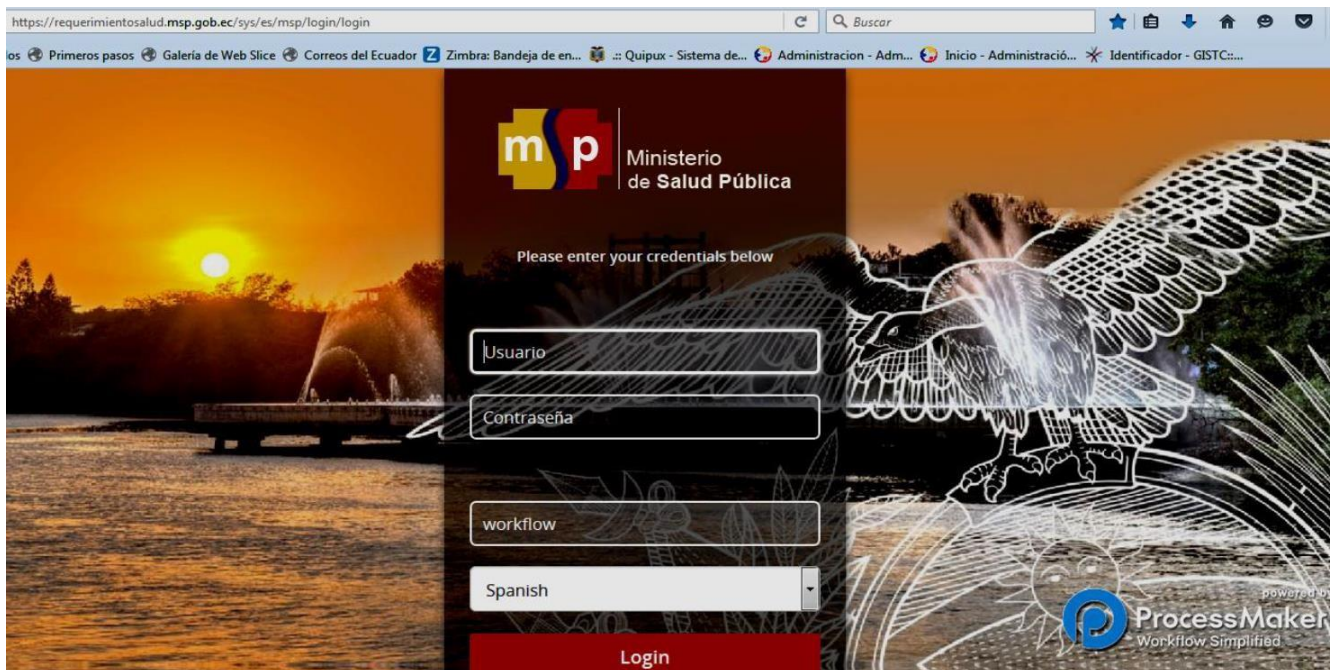 https://requerimientosalud.msp.gob.ec/sys/es/msp/login/login
Buscar
os Primeros pasos Galería de Web Slice Correos del Ecuador Z Zimbra: Bandeja de en... .:: Quipux - Sistema de... Administracion - Adm... Inicio - Administració... Identificador - GISTC::...
msp
Ministerio
de Salud Pública
Please enter your credentials below
Usuario
Contraseña
workflow
Spanish
Login
powered by
P ProcessMaker
Workflow Simplified